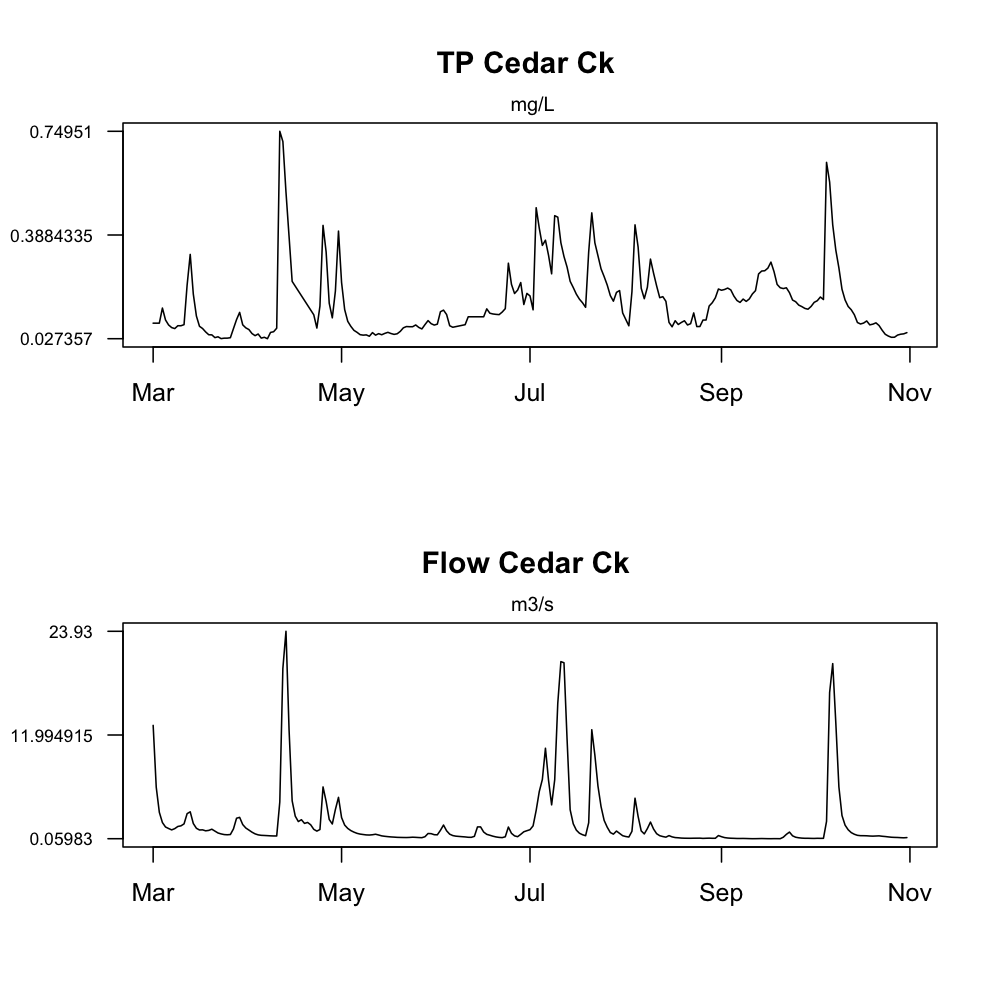 TP Cedar Ck
mg/L
0.74951
0.3884335
0.027357
Mar May Jul Sep Nov
Flow Cedar Ck
m3/s
23.93
11.994915
0.05983
Mar May Jul Sep Nov